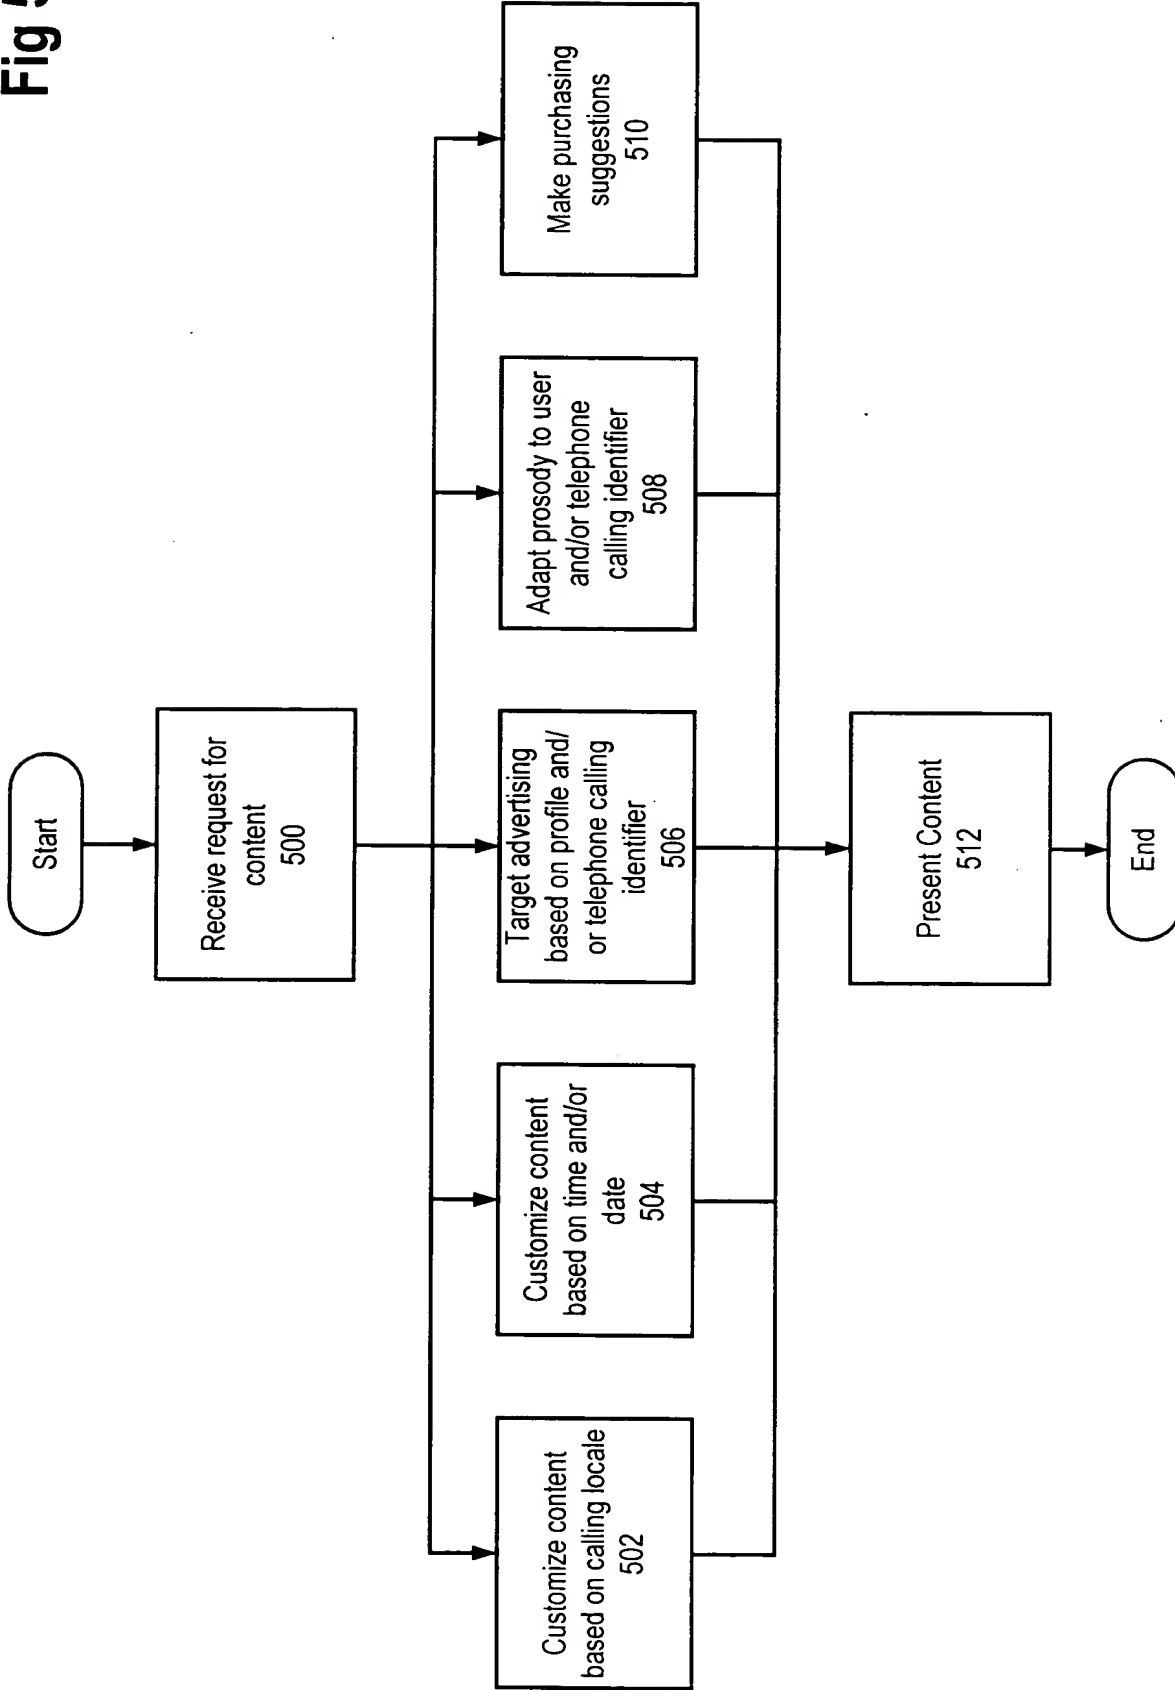 Fig 5
Start
Receive request for
content
500
Customize content
based on calling locale
502
Customize content
based on time and/or
date
504
Target advertising
based on profile and/
or telephone calling
identifier
506
Adapt prosody to user
and/or telephone
calling identifier
508
Make purchasing
suggestions
510
Present Content
512
End